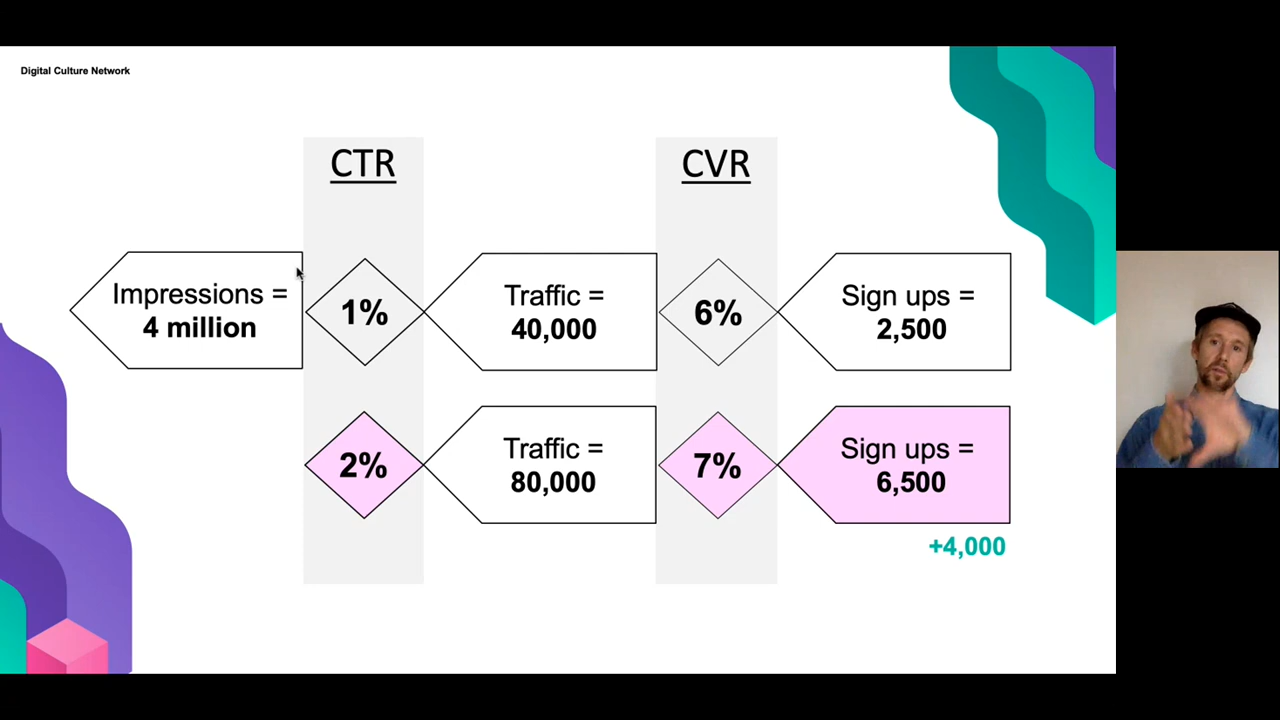 Digital Culture Network
CTR
CVR
Impressions =
4 million
1%
Traffic =
40,000
6%
Sign ups =
2,500
2%
Traffic =
80,000
7%
Sign ups =
6,500
+4,000